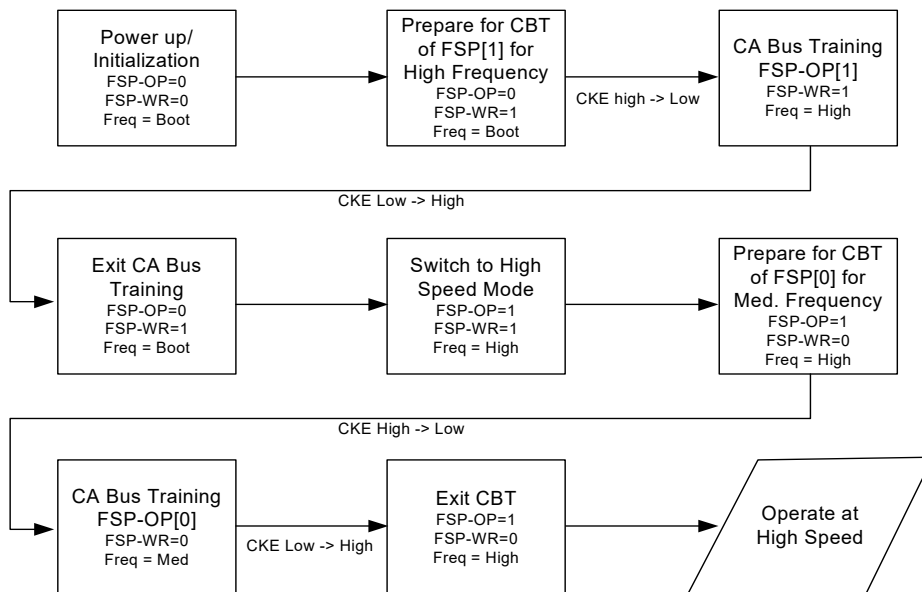 Power up/
Initialization
FSP-OP=0
FSP-WR=0
Freq = Boot
Prepare for CBT
of FSP[1] for
High Frequency
FSP-OP=0
FSP-WR=1
Freq = Boot
CKE high -> Low
CA Bus Training
FSP-OP[1]
FSP-WR=1
Freq = High
CKE Low -> High
Exit CA Bus
Training
FSP-OP=0
FSP-WR=1
Freq = Boot
Switch to High
Speed Mode
FSP-OP=1
FSP-WR=1
Freq = High
Prepare for CBT
of FSP[0] for
Med. Frequency
FSP-OP=1
FSP-WR=0
Freq = High
CKE High -> Low
CA Bus Training
FSP-OP[0]
FSP-WR=0
Freq = Med
CKE Low -> High
Exit CBT
FSP-OP=1
FSP-WR=0
Freq = High
Operate at
High Speed